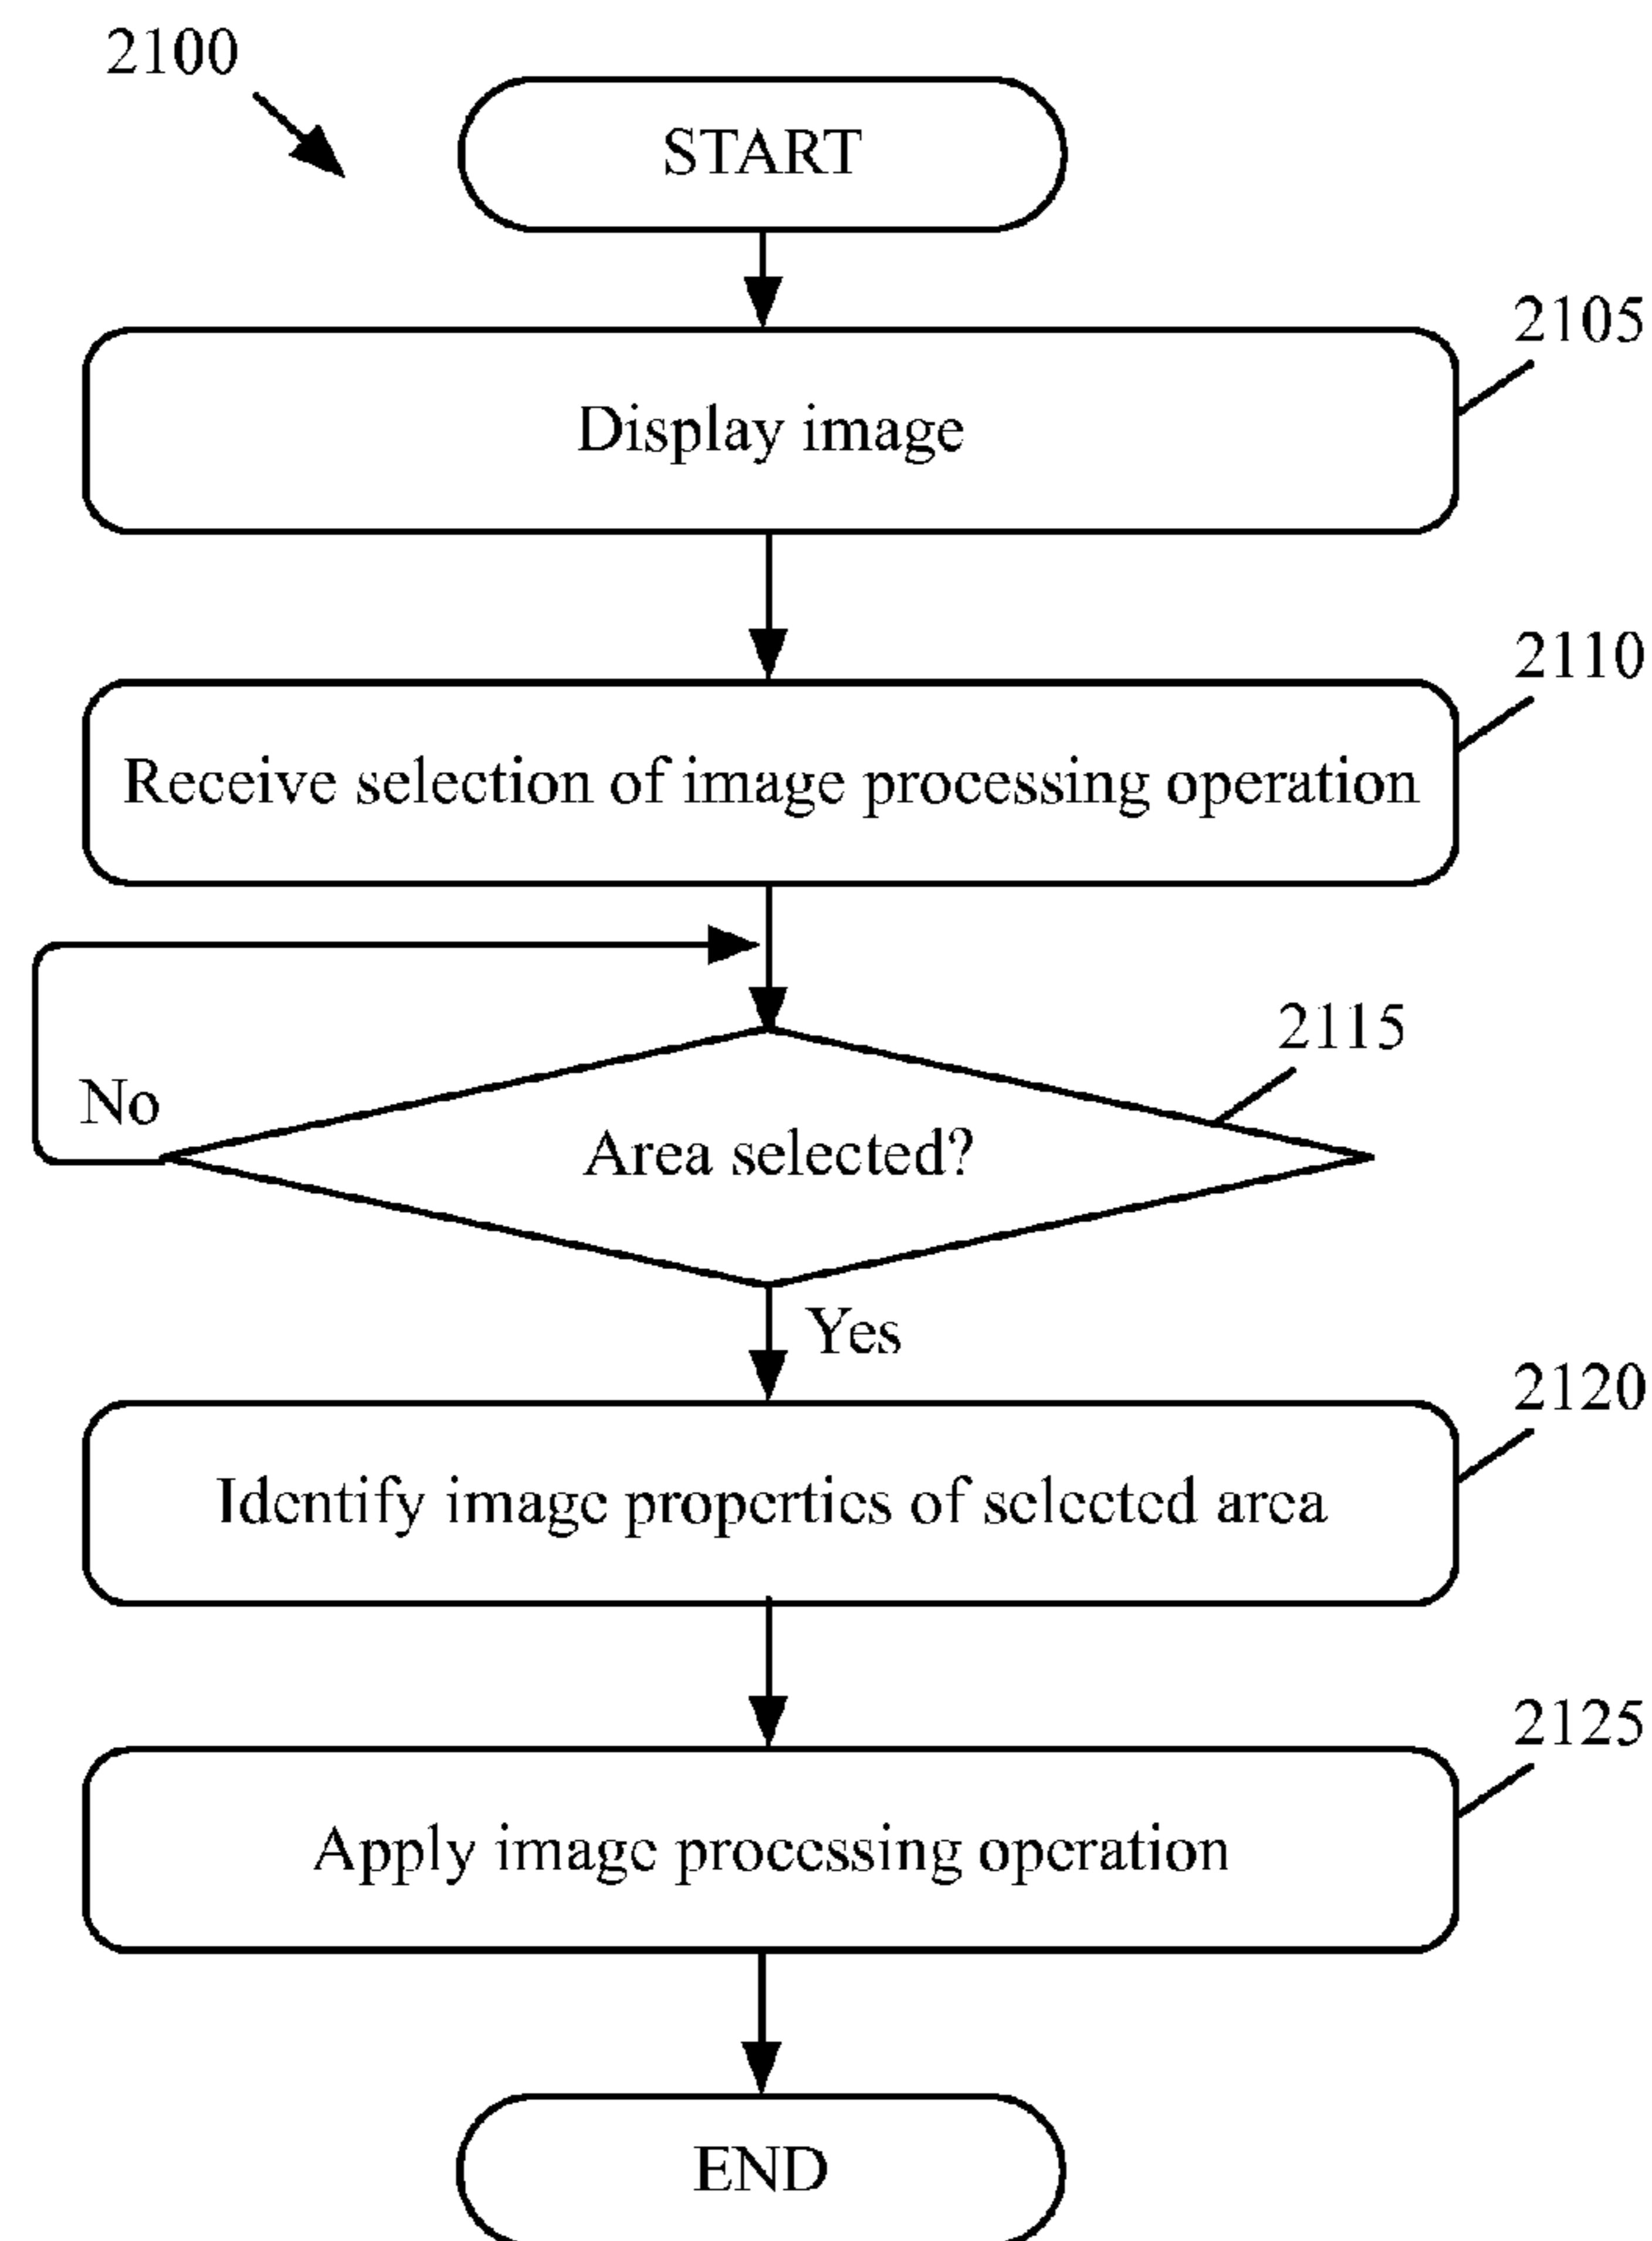 2100
START
2105
Display image
2110
Receive selection of image processing operation
2115
No
Area selected?
Yes
2120
Identify image properties of selected area
2125
Apply image processing operation
END